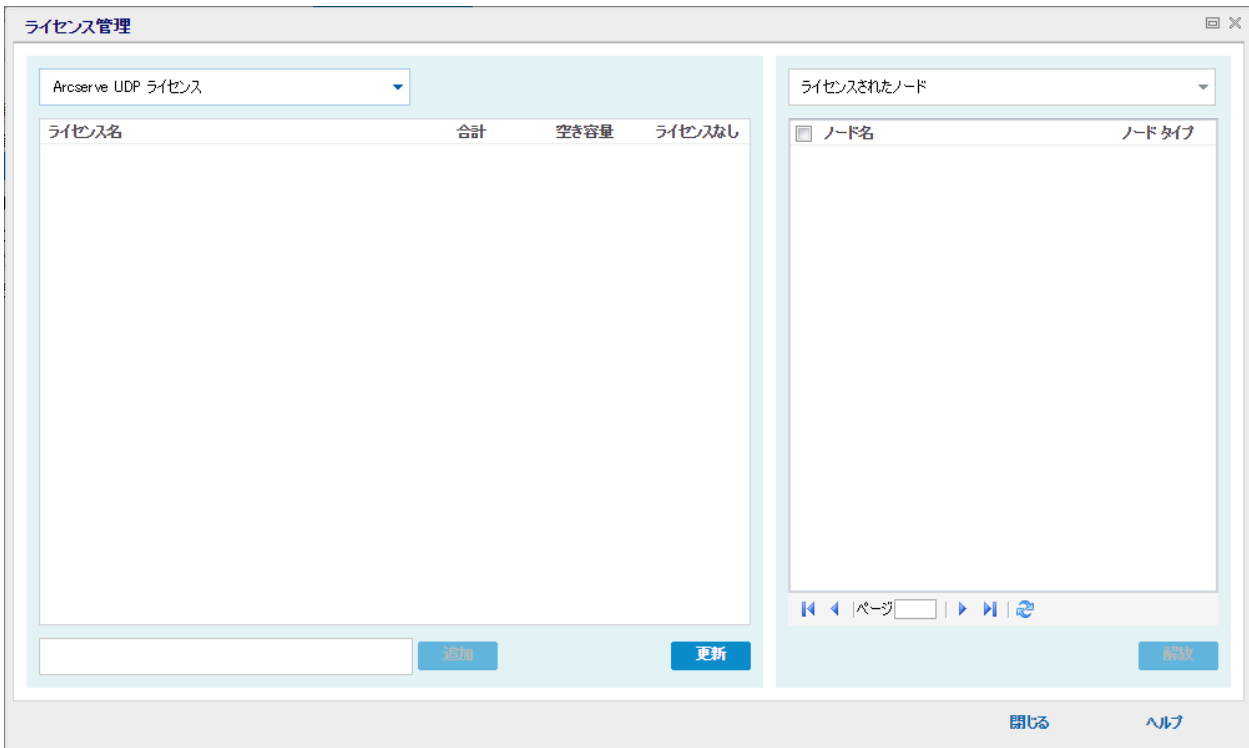 ライセンス管理
Arcserve UDP ライセンス
ライセンス名 合計 空き容量 ライセンスなし
追加 更新
ライセンスされたノード
ノード名 ノード タイプ
ページ
解放
閉じる ヘルプ